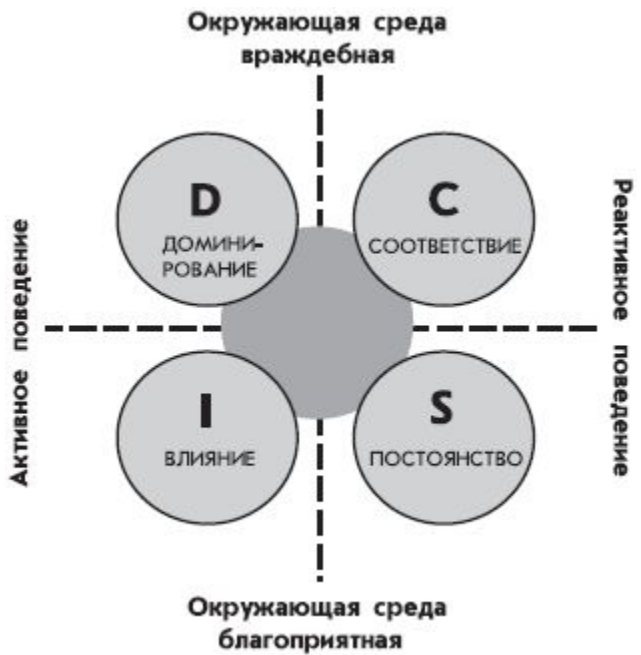 Окружающая среда
враждебная
D
ДОМИНИ-
РОВАНИЕ
C
СООТВЕТСТВИЕ
Активное поведение
Реактивное поведение
I
ВЛИЯНИЕ
S
ПОСТОЯНСТВО
Окружающая среда
благоприятная